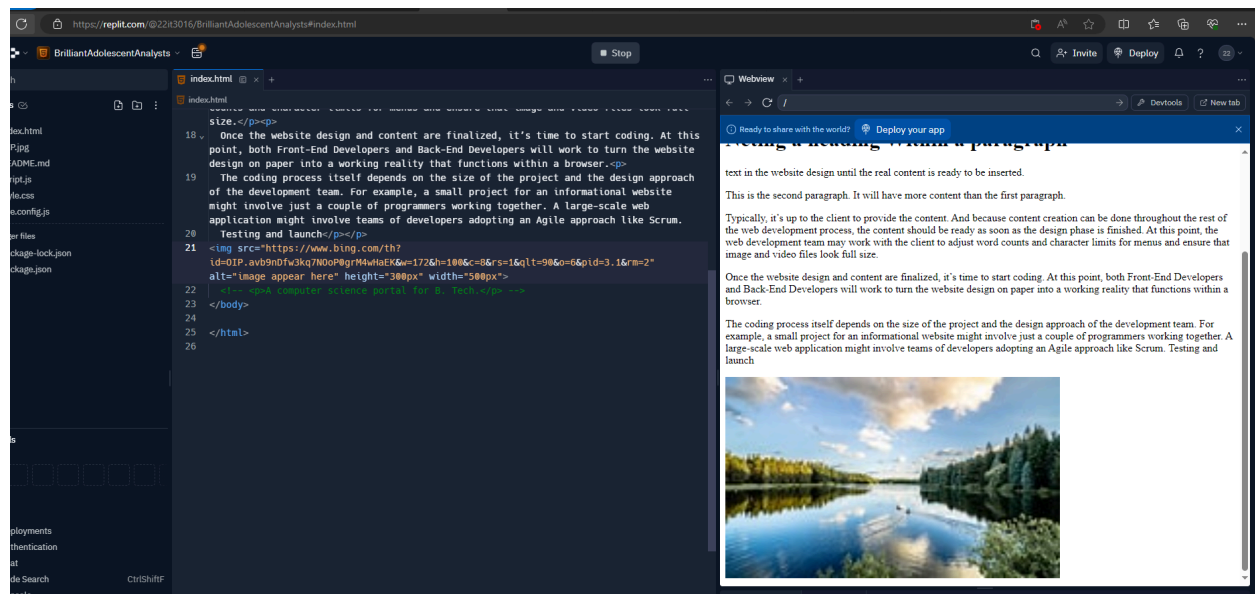 https://replit.com/@22it3016/BrilliantAdolescentAnalysts#index.html
BrilliantAdolescentAnalysts
Stop
Invite
Deploy
?
22
index.html
Webview
index.html
/
Devtools
New tab
Ready to share with the world?
Deploy your app
size.</p><p>
18
Once the website design and content are finalized, it's time to start coding. At this
point, both Front-End Developers and Back-End Developers will work to turn the website
design on paper into a working reality that functions within a browser.<p>
19
The coding process itself depends on the size of the project and the design approach
of the development team. For example, a small project for an informational website
might involve just a couple of programmers working together. A large-scale web
application might involve teams of developers adopting an Agile approach like Scrum.
20
Testing and launch</p></p>
21
<img src="https://www.bing.com/th?
id=OIP.avb9nDfw3kq7NOoP0grM4wHaEK&w=172&h=100&c=8&rs=1&qlt=90&o=6&pid=3.1&rm=2"
alt="image appear here" height="300px" width="500px">
22
<!-- <p>A computer science portal for B. Tech.</p> -->
23
</body>
24
25
</html>
26
dex.html
P.jpg
EADME.md
ript.js
yle.css
e.config.js
ger files
ckage-lock.json
ckage.json
ls
ployments
thentication
at
de Search
CtrlShiftF
text in the website design until the real content is ready to be inserted.
This is the second paragraph. It will have more content than the first paragraph.
Typically, it's up to the client to provide the content. And because content creation can be done throughout the rest of
the web development process, the content should be ready as soon as the design phase is finished. At this point, the
web development team may work with the client to adjust word counts and character limits for menus and ensure that
image and video files look full size.
Once the website design and content are finalized, it's time to start coding. At this point, both Front-End Developers
and Back-End Developers will work to turn the website design on paper into a working reality that functions within a
browser.
The coding process itself depends on the size of the project and the design approach of the development team. For
example, a small project for an informational website might involve just a couple of programmers working together. A
large-scale web application might involve teams of developers adopting an Agile approach like Scrum. Testing and
launch